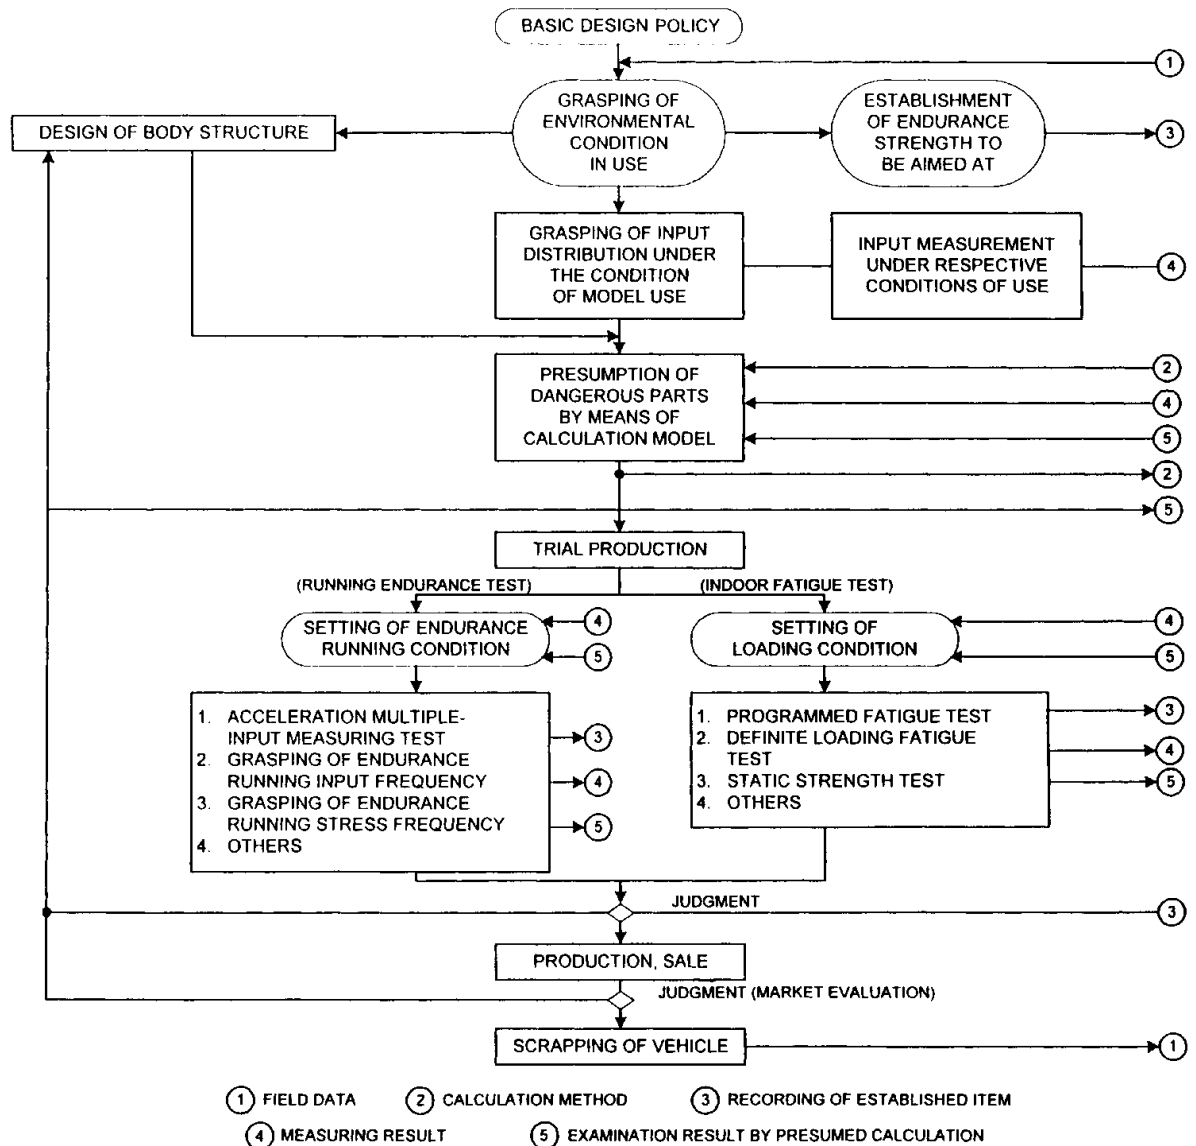 BASIC DESIGN POLICY
1
GRASPING OF
ENVIRONMENTAL
CONDITION
IN USE
ESTABLISHMENT
OF ENDURANCE
STRENGTH TO
BE AIMED AT
DESIGN OF BODY STRUCTURE
3
GRASPING OF INPUT
DISTRIBUTION UNDER
THE CONDITION
OF MODEL USE
INPUT MEASUREMENT
UNDER RESPECTIVE
CONDITIONS OF USE
4
PRESUMPTION OF
DANGEROUS PARTS
BY MEANS OF
CALCULATION MODEL
2
4
5
2
5
TRIAL PRODUCTION
(RUNNING ENDURANCE TEST)
(INDOOR FATIGUE TEST)
SETTING OF ENDURANCE
RUNNING CONDITION
4
5
SETTING OF
LOADING CONDITION
4
5
1. ACCELERATION MULTIPLE-
INPUT MEASURING TEST
2. GRASPING OF ENDURANCE
RUNNING INPUT FREQUENCY
3. GRASPING OF ENDURANCE
RUNNING STRESS FREQUENCY
4. OTHERS
3
4
5
1. PROGRAMMED FATIGUE TEST
2. DEFINITE LOADING FATIGUE
TEST
3. STATIC STRENGTH TEST
4. OTHERS
3
4
5
JUDGMENT
3
PRODUCTION, SALE
JUDGMENT (MARKET EVALUATION)
SCRAPPING OF VEHICLE
1
1 FIELD DATA
2 CALCULATION METHOD
3 RECORDING OF ESTABLISHED ITEM
4 MEASURING RESULT
5 EXAMINATION RESULT BY PRESUMED CALCULATION